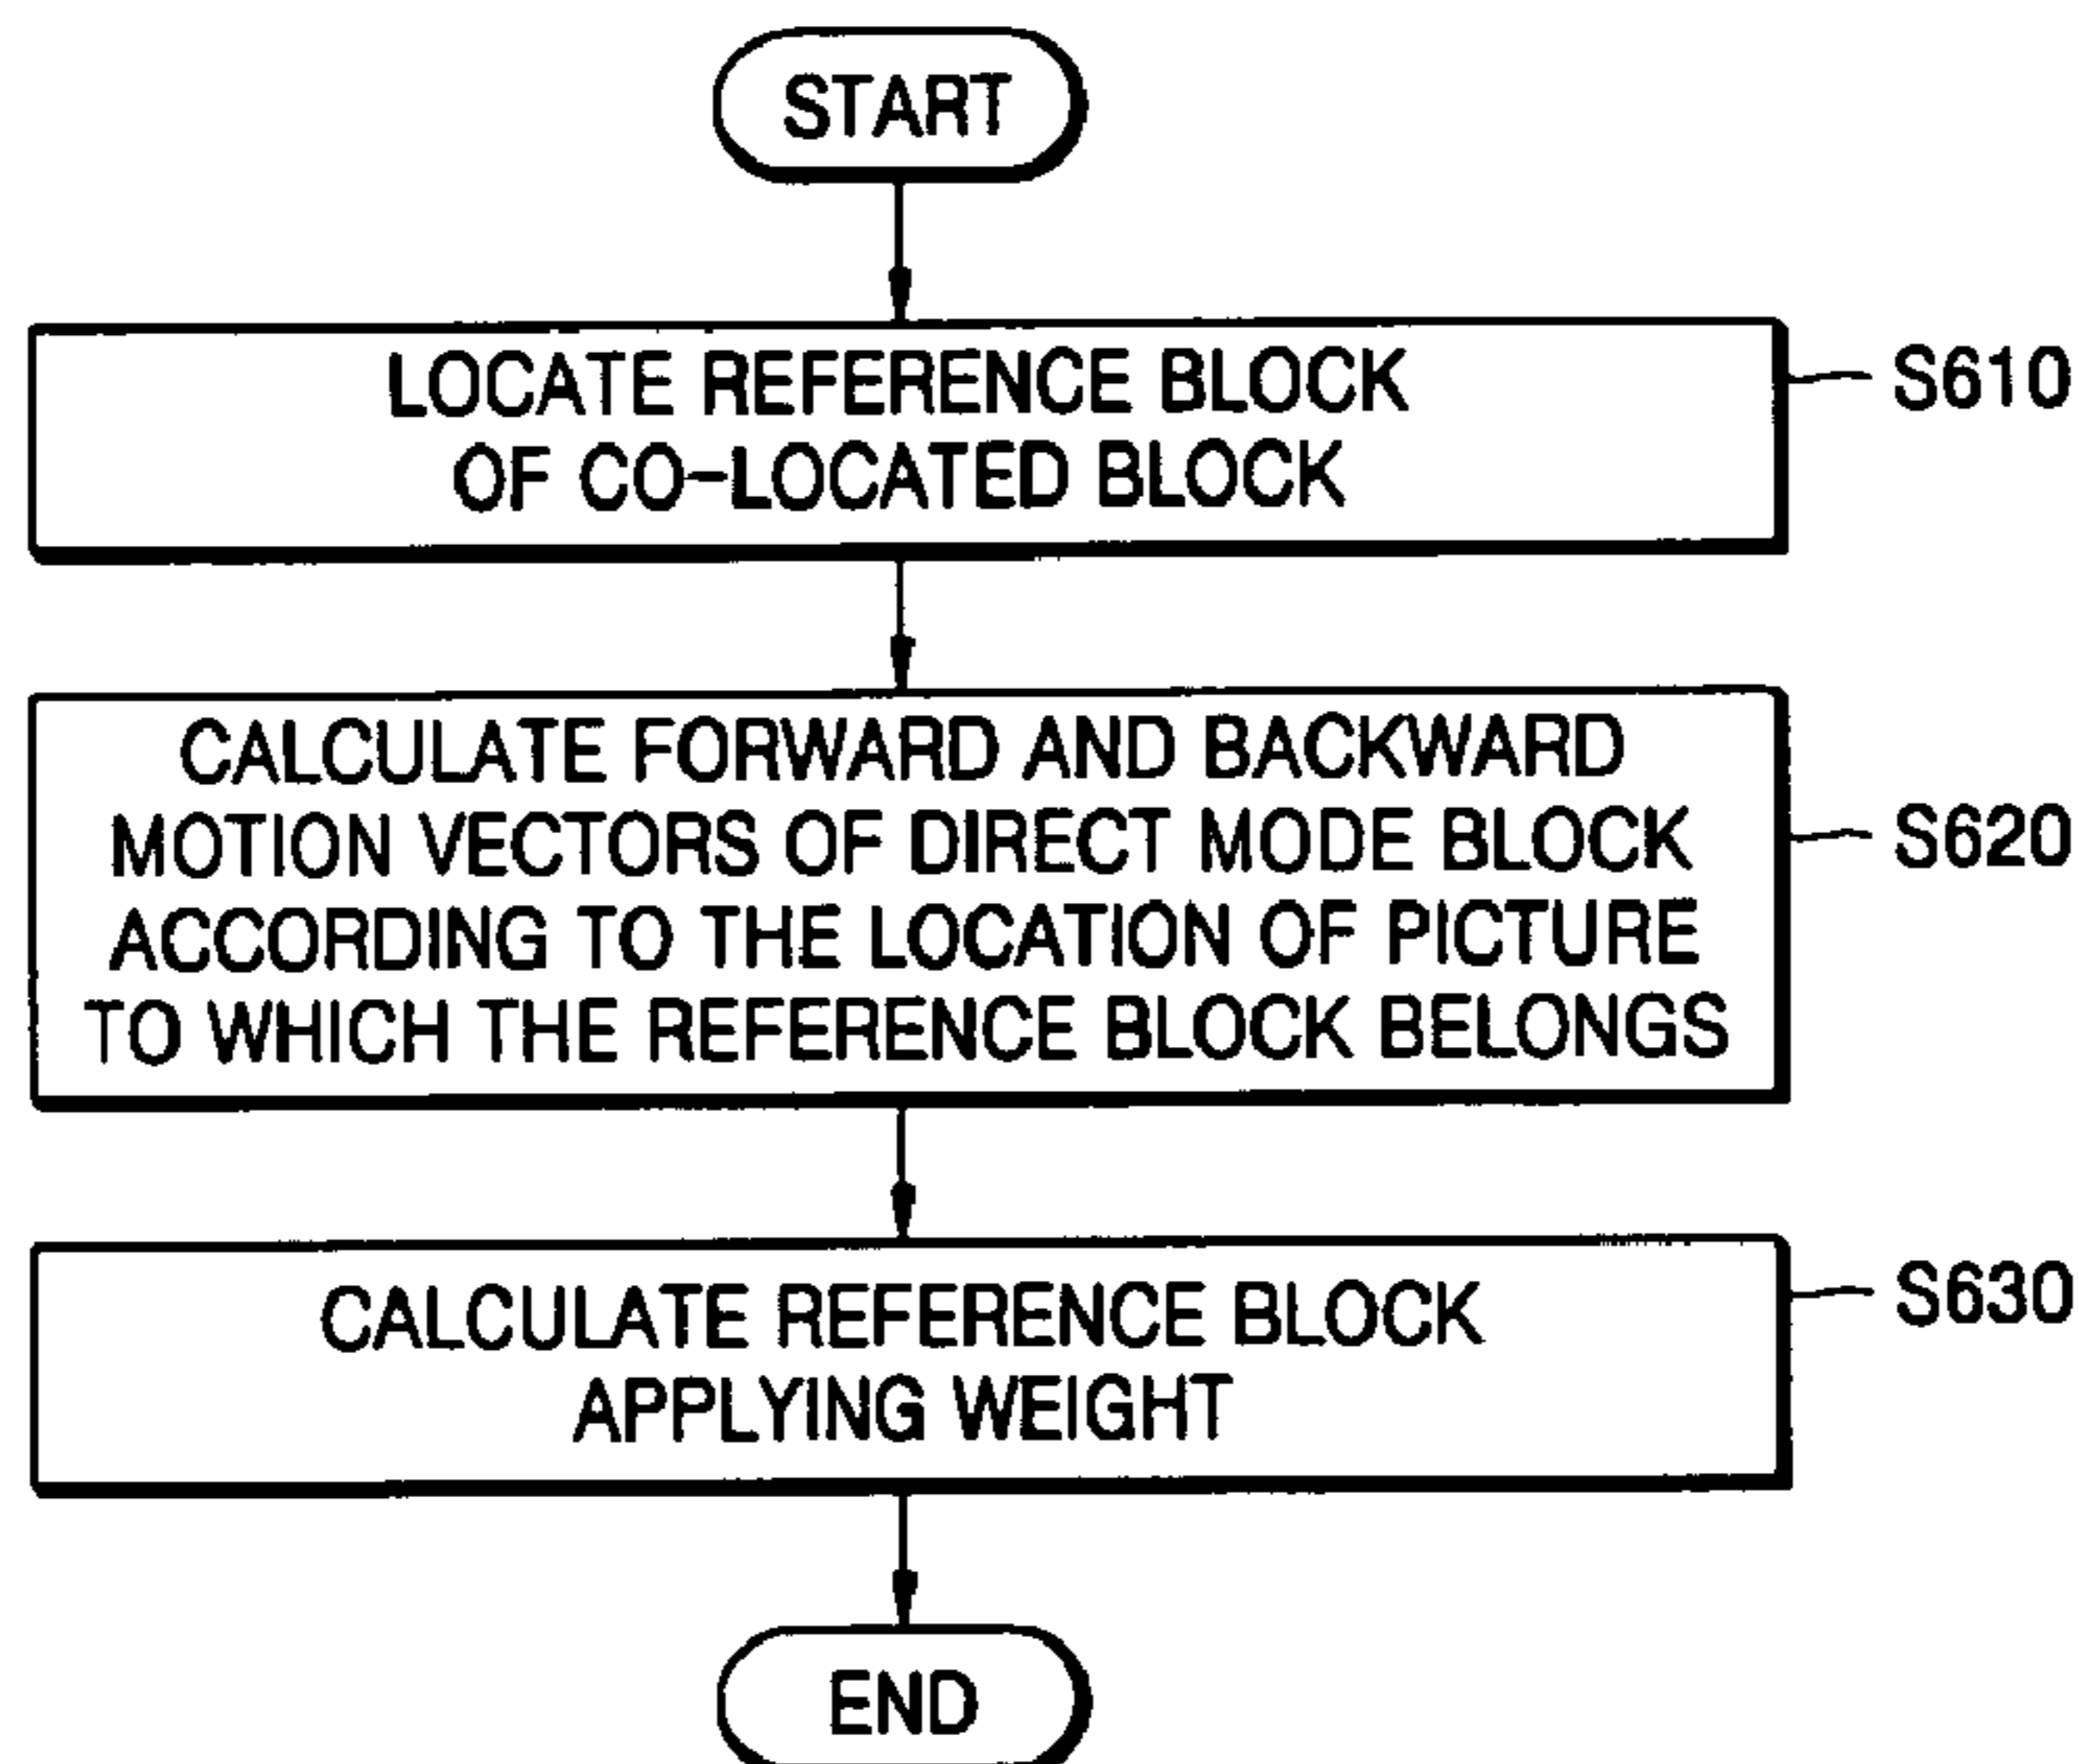 START
LOCATE REFERENCE BLOCK
OF CO-LOCATED BLOCK
S610
CALCULATE FORWARD AND BACKWARD
MOTION VECTORS OF DIRECT MODE BLOCK
ACCORDING TO THE LOCATION OF PICTURE
TO WHICH THE REFERENCE BLOCK BELONGS
S620
CALCULATE REFERENCE BLOCK
APPLYING WEIGHT
S630
END